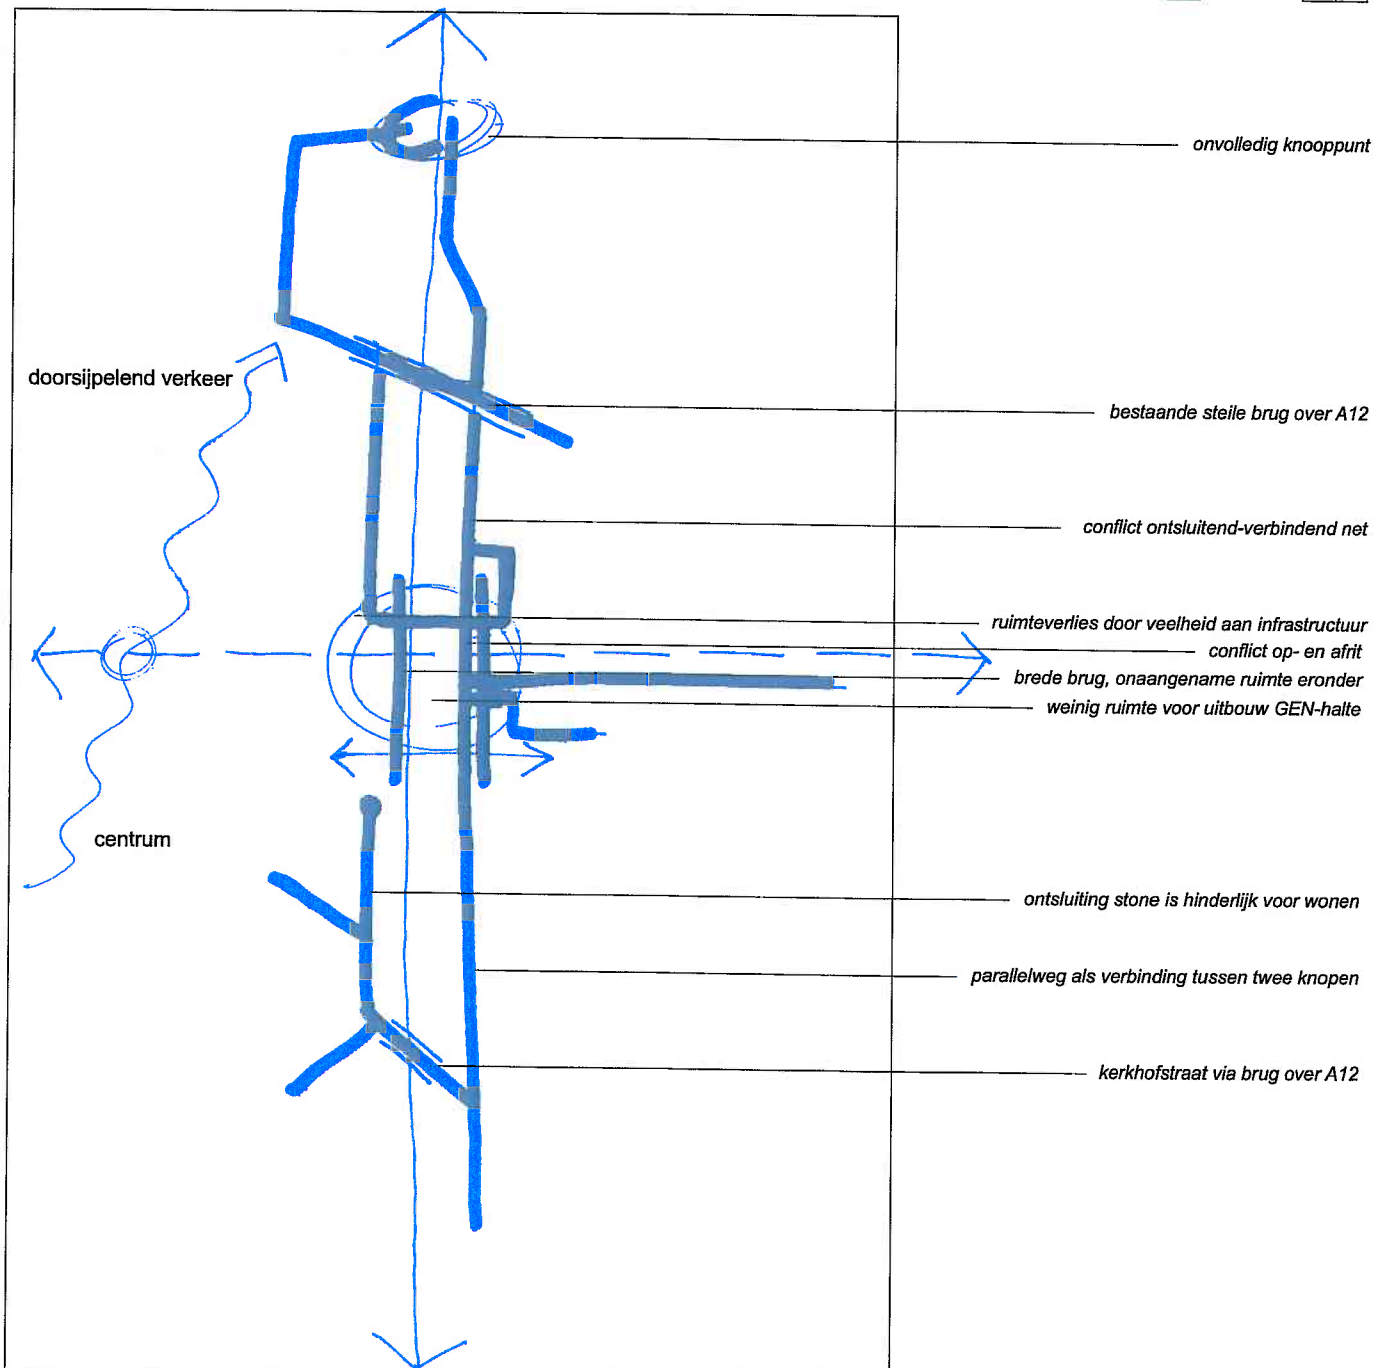 onvolledig knooppunt
doorsijpelend verkeer
bestaande steile brug over A12
conflict ontsluitend-verbindend net
ruimteverlies door veelheid aan infrastructuur
conflict op- en afrit
brede brug, onaangename ruimte eronder
weinig ruimte voor uitbouw GEN-halte
centrum
ontsluiting stone is hinderlijk voor wonen
parallelweg als verbinding tussen twee knopen
kerkhofstraat via brug over A12